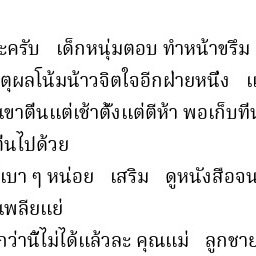 ะครับ เด็กหนุ่มตอบ ทำหน้าขรึม
ตุผลโน้มน้าวจิตใจอีกฝ่ายหนึ่ง แ
เขาตื่นแต่เช้าตั้งแต่ตีห้า พอเก็บที่น
อื่นไปด้วย
เบา ๆ หน่อย เสริม ดูหนังสือจน
นเพลียแย่
กว่านี้ไม่ได้แล้วละ คุณแม่ ลูกชาย